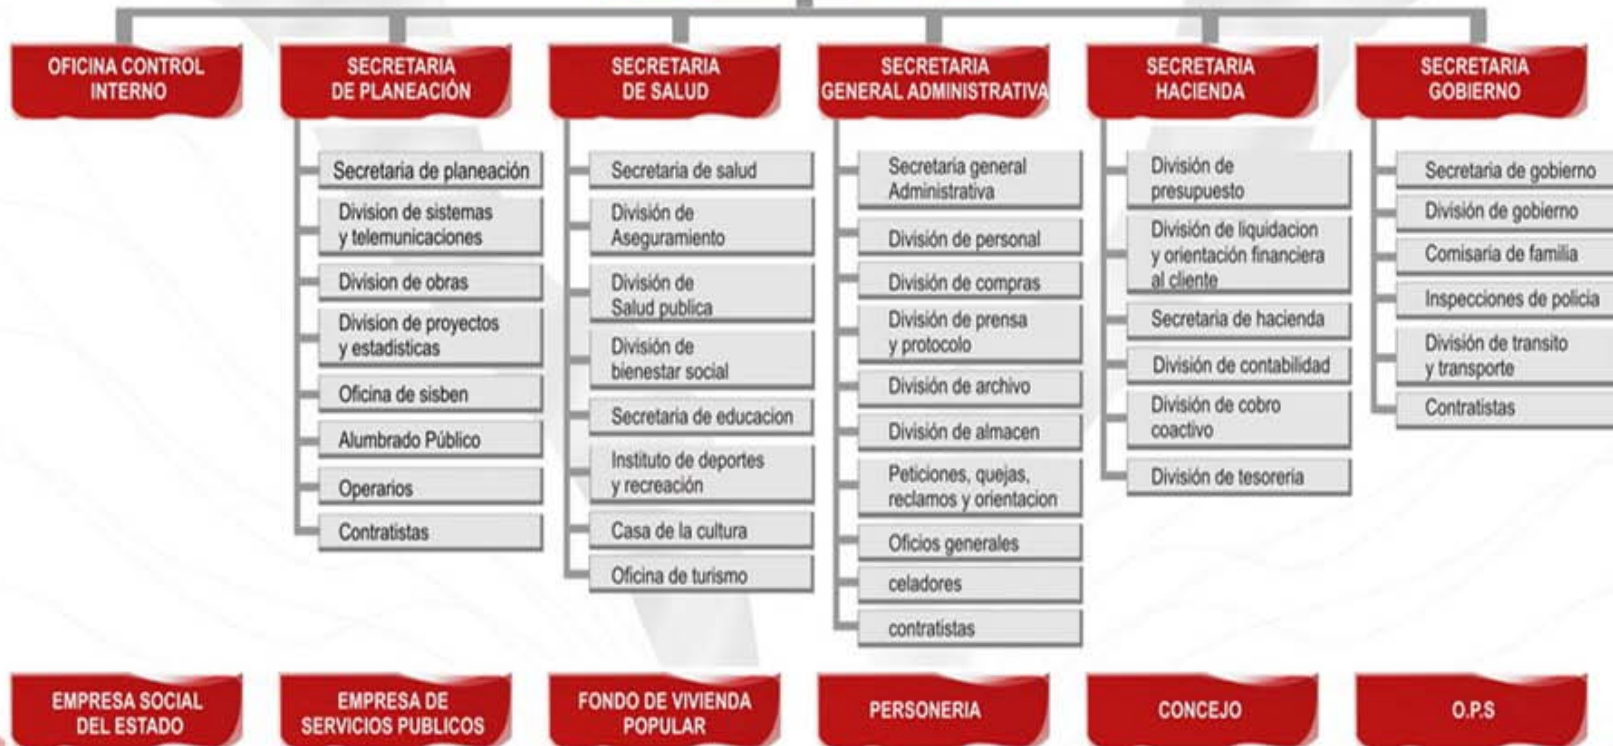 OFICINA CONTROL
INTERNO
SECRETARIA
DE PLANEACIÓN
Secretaria de planeación
Division de sistemas
y telemunicaciones
Division de obras
Division de proyectos
y estadisticas
Oficina de sisben
Alumbrado Público
Operarios
Contratistas
SECRETARIA
DE SALUD
Secretaria de salud
División de
Aseguramiento
División de
Salud publica
División de
bienestar social
Secretaria de educacion
Instituto de deportes
y recreación
Casa de la cultura
Oficina de turismo
SECRETARIA
GENERAL ADMINISTRATIVA
Secretaria general
Administrativa
División de personal
División de compras
División de prensa
y protocolo
División de archivo
División de almacen
Peticiones, quejas,
reclamos y orientacion
Oficios generales
celadores
contratistas
SECRETARIA
HACIENDA
División de
presupuesto
División de liquidacion
y orientación financiera
al cliente
Secretaria de hacienda
División de contabilidad
División de cobro
coactivo
División de tesoreria
SECRETARIA
GOBIERNO
Secretaria de gobierno
División de gobierno
Comisaria de familia
Inspecciones de policia
División de transito
y transporte
Contratistas
EMPRESA SOCIAL
DEL ESTADO
EMPRESA DE
SERVICIOS PUBLICOS
FONDO DE VIVIENDA
POPULAR
PERSONERIA
CONCEJO
O.P.S